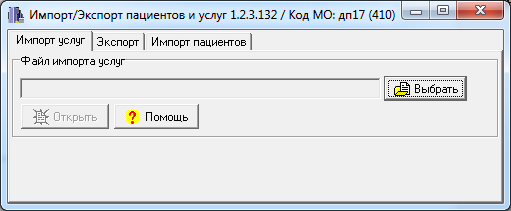 Импорт/Экспорт пациентов и услуг 1.2.3.132 / Код МО: дп17 (410)
Импорт услуг Экспорт Импорт пациентов
Файл импорта услуг
Выбрать
Открыть ? Помощь